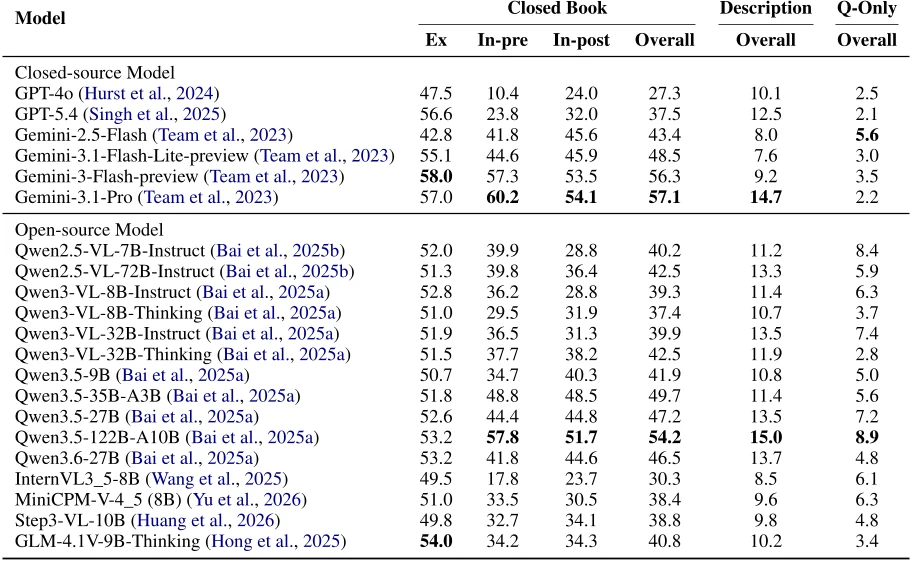 Model Closed Book Description Q-Only
Ex In-pre In-post Overall Overall Overall
Closed-source Model
GPT-4o (Hurst et al., 2024) 47.5 10.4 24.0 27.3 10.1 2.5
GPT-5.4 (Singh et al., 2025) 56.6 23.8 32.0 37.5 12.5 2.1
Gemini-2.5-Flash (Team et al., 2023) 42.8 41.8 45.6 43.4 8.0 5.6
Gemini-3.1-Flash-Lite-preview (Team et al., 2023) 55.1 44.6 45.9 48.5 7.6 3.0
Gemini-3-Flash-preview (Team et al., 2023) 58.0 57.3 53.5 56.3 9.2 3.5
Gemini-3.1-Pro (Team et al., 2023) 57.0 60.2 54.1 57.1 14.7 2.2
Open-source Model
Qwen2.5-VL-7B-Instruct (Bai et al., 2025b) 52.0 39.9 28.8 40.2 11.2 8.4
Qwen2.5-VL-72B-Instruct (Bai et al., 2025b) 51.3 39.8 36.4 42.5 13.3 5.9
Qwen3-VL-8B-Instruct (Bai et al., 2025a) 52.8 36.2 28.8 39.3 11.4 6.3
Qwen3-VL-8B-Thinking (Bai et al., 2025a) 51.0 29.5 31.9 37.4 10.7 3.7
Qwen3-VL-32B-Instruct (Bai et al., 2025a) 51.9 36.5 31.3 39.9 13.5 7.4
Qwen3-VL-32B-Thinking (Bai et al., 2025a) 51.5 37.7 38.2 42.5 11.9 2.8
Qwen3.5-9B (Bai et al., 2025a) 50.7 34.7 40.3 41.9 10.8 5.0
Qwen3.5-35B-A3B (Bai et al., 2025a) 51.8 48.8 48.5 49.7 11.4 5.6
Qwen3.5-27B (Bai et al., 2025a) 52.6 44.4 44.8 47.2 13.5 7.2
Qwen3.5-122B-A10B (Bai et al., 2025a) 53.2 57.8 51.7 54.2 15.0 8.9
Qwen3.6-27B (Bai et al., 2025a) 53.2 41.8 44.6 46.5 13.7 4.8
InternVL3_5-8B (Wang et al., 2025) 49.5 17.8 23.7 30.3 8.5 6.1
MiniCPM-V-4_5 (8B) (Yu et al., 2026) 51.0 33.5 30.5 38.4 9.6 6.3
Step3-VL-10B (Huang et al., 2026) 49.8 32.7 34.1 38.8 9.8 4.8
GLM-4.1V-9B-Thinking (Hong et al., 2025) 54.0 34.2 34.3 40.8 10.2 3.4